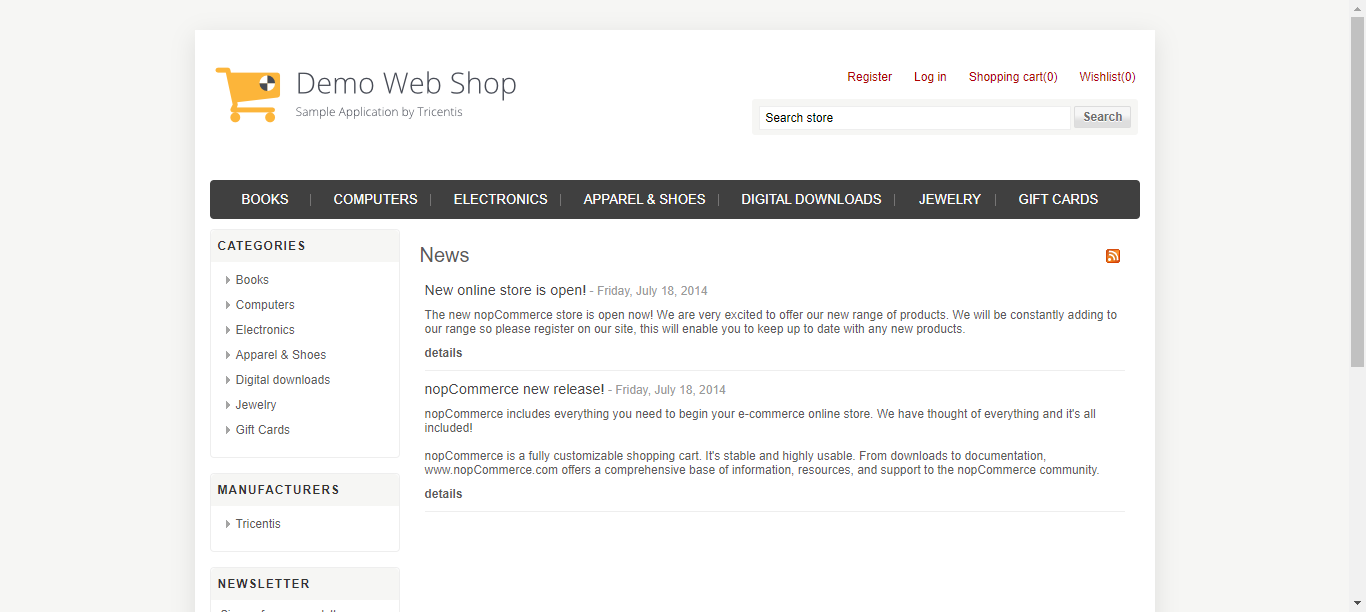 Demo Web Shop
Sample Application by Tricentis
Register Log in Shopping cart(0) Wishlist(0)
Search store Search
BOOKS COMPUTERS ELECTRONICS APPAREL & SHOES DIGITAL DOWNLOADS JEWELRY GIFT CARDS
CATEGORIES
Books
Computers
Electronics
Apparel & Shoes
Digital downloads
Jewelry
Gift Cards
MANUFACTURERS
Tricentis
NEWSLETTER
News
New online store is open! - Friday, July 18, 2014
The new nopCommerce store is open now! We are very excited to offer our new range of products. We will be constantly adding to
our range so please register on our site, this will enable you to keep up to date with any new products.
details
nopCommerce new release! - Friday, July 18, 2014
nopCommerce includes everything you need to begin your e-commerce online store. We have thought of everything and it's all
included!
nopCommerce is a fully customizable shopping cart. It's stable and highly usable. From downloads to documentation,
www.nopCommerce.com offers a comprehensive base of information, resources, and support to the nopCommerce community.
details